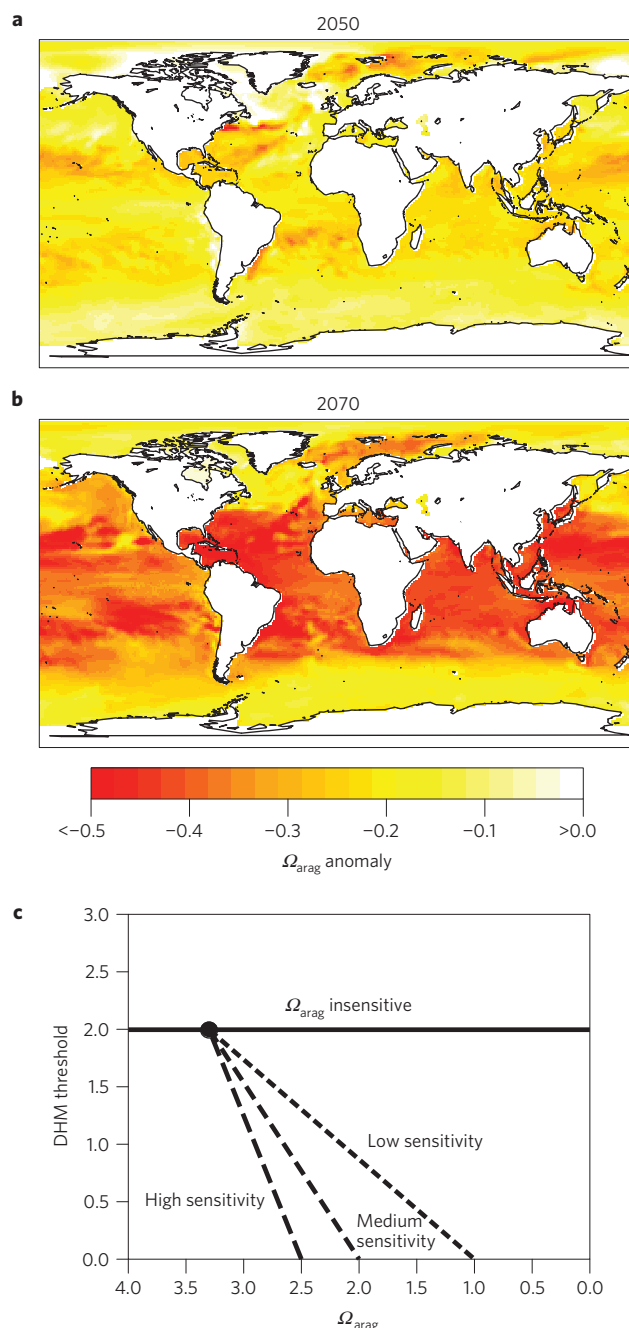 a
2050
b
2070
<−0.5 −0.4 −0.3 −0.2 −0.1 >0.0
Ωarag anomaly
c
3.0
2.5
2.0
1.5
1.0
0.5
0.0
DHM threshold
Ωarag insensitive
Low sensitivity
High sensitivity
Medium
sensitivity
4.0 3.5 3.0 2.5 2.0 1.5 1.0 0.5 0.0
Ωarag